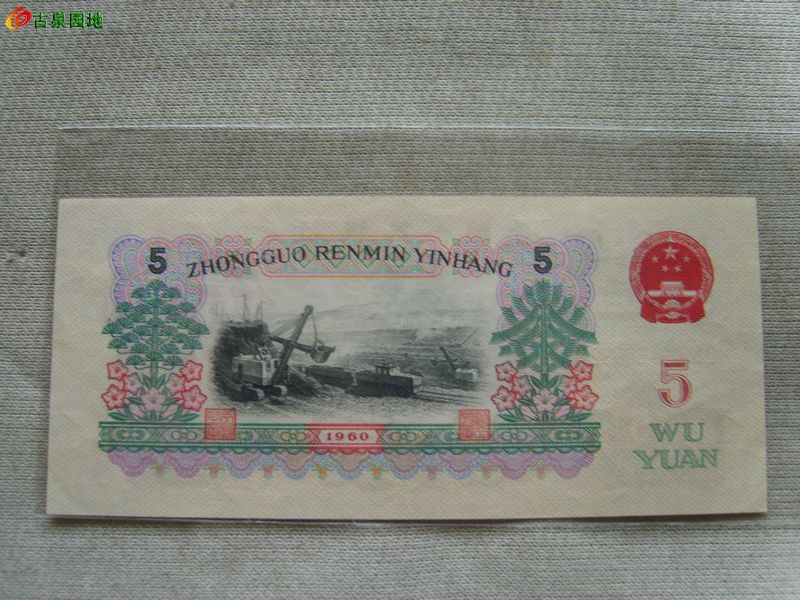 古泉园地
5 ZHONGGUO RENMIN YINHANG 5
1960
5
WU
YUAN